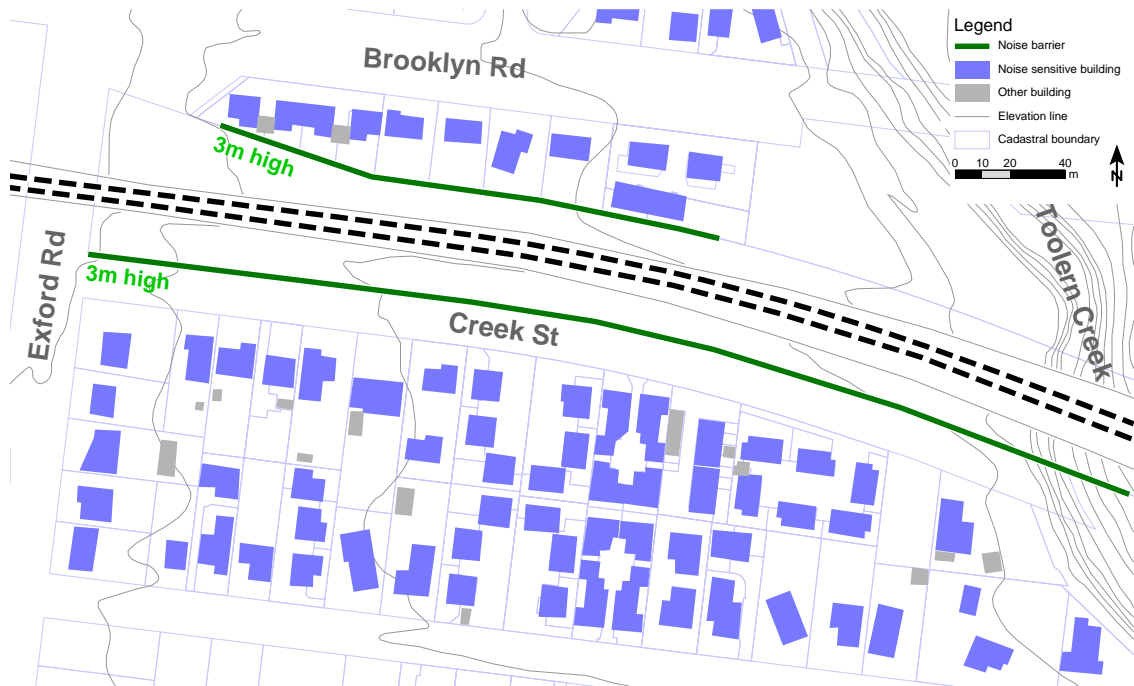 Brooklyn Rd
3m high
Exford Rd
3m high
Creek St
Toolern Creek
Legend
Noise barrier
Noise sensitive building
Other building
Elevation line
Cadastral boundary
0 10 20 40
m
N